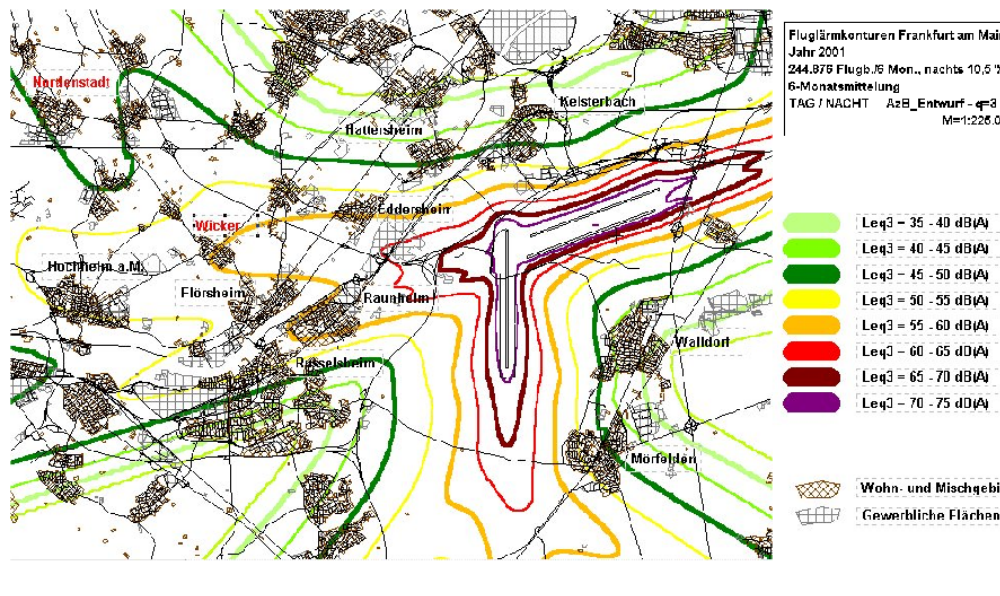 Fluglärmkonturen Frankfurt am Main
Jahr 2001
244.876 Flugb./6 Mon., nachts 10,5 %
6-Monatsmittelung
TAG / NACHT AzB_Entwurf - q=3
M=1:225.0
Nordenstadt
Kelsterbach
Hattersheim
Eddersheim
Wicker
Hochheim a.M.
Flörsheim
Raunheim
Walldorf
Rüsselsheim
Mörfelden
Leq3 = 35 - 40 dB(A)
Leq3 = 40 - 45 dB(A)
Leq3 = 45 - 50 dB(A)
Leq3 = 50 - 55 dB(A)
Leq3 = 55 - 60 dB(A)
Leq3 = 60 - 65 dB(A)
Leq3 = 65 - 70 dB(A)
Leq3 = 70 - 75 dB(A)
Wohn- und Mischgebi
Gewerbliche Flächen